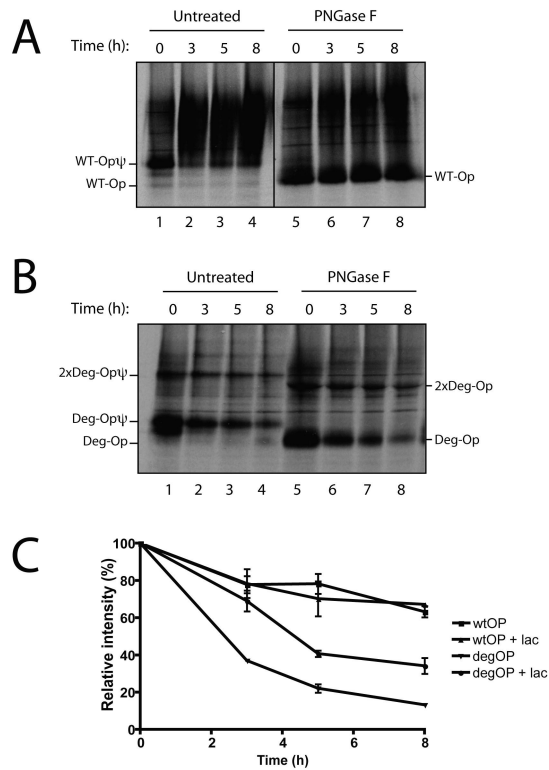 A
Untreated PNGase F
Time (h): 0 3 5 8 0 3 5 8
WT-Opψ
WT-Op
WT-Op
1 2 3 4 5 6 7 8
B
Untreated PNGase F
Time (h): 0 3 5 8 0 3 5 8
2xDeg-Opψ
2xDeg-Op
Deg-Opψ
Deg-Op
Deg-Op
1 2 3 4 5 6 7 8
C
Relative intensity (%)
100
80
60
40
20
0
0 2 4 6 8
Time (h)
wtOP
wtOP + lac
degOP
degOP + lac